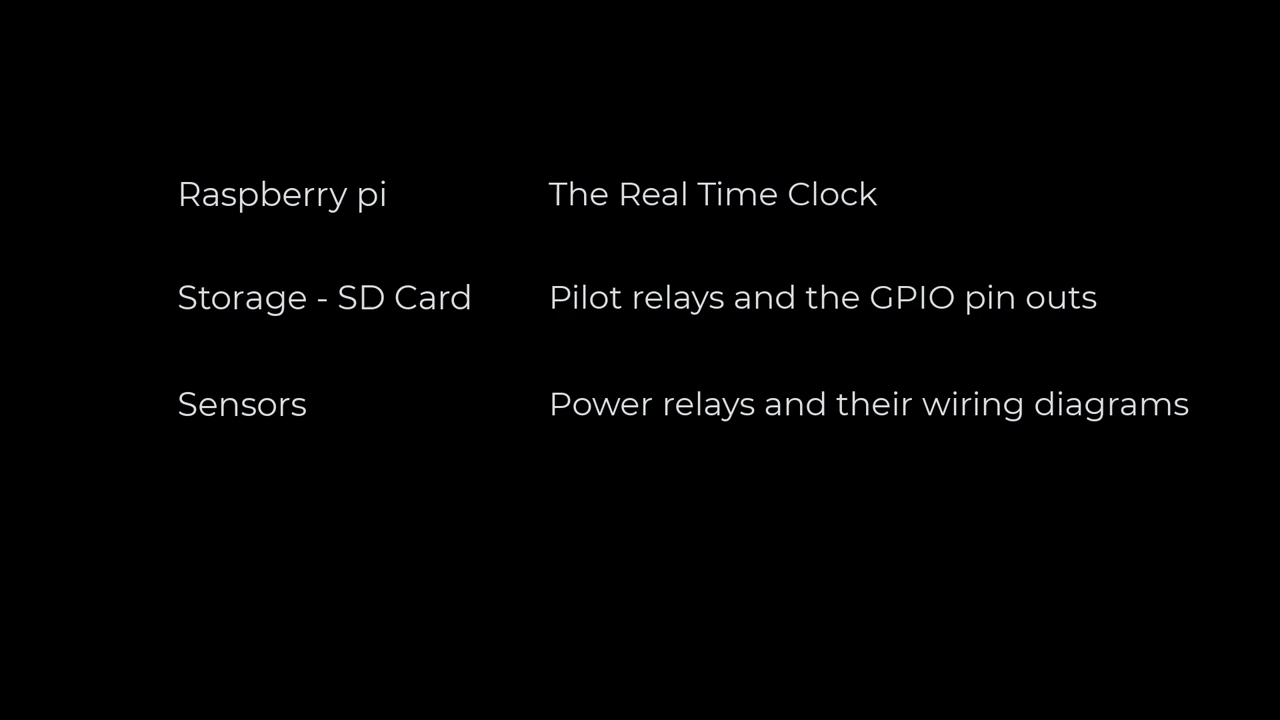 Raspberry pi
Storage - SD Card
Sensors
The Real Time Clock
Pilot relays and the GPIO pin outs
Power relays and their wiring diagrams